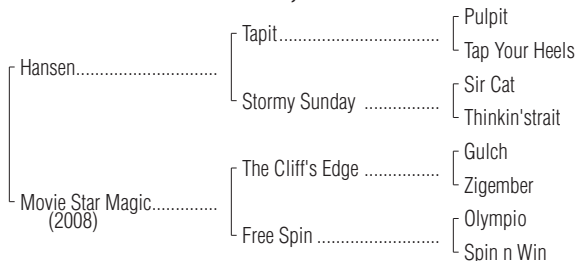 Pulpit
Tapit.................................
Tap Your Heels
Hansen.............................
Sir Cat
Stormy Sunday ...............
Thinkin'strait
Gulch
The Cliff's Edge ...............
Zigember
Movie Star Magic.............
(2008)
Olympio
Free Spin .........................
Spin n Win